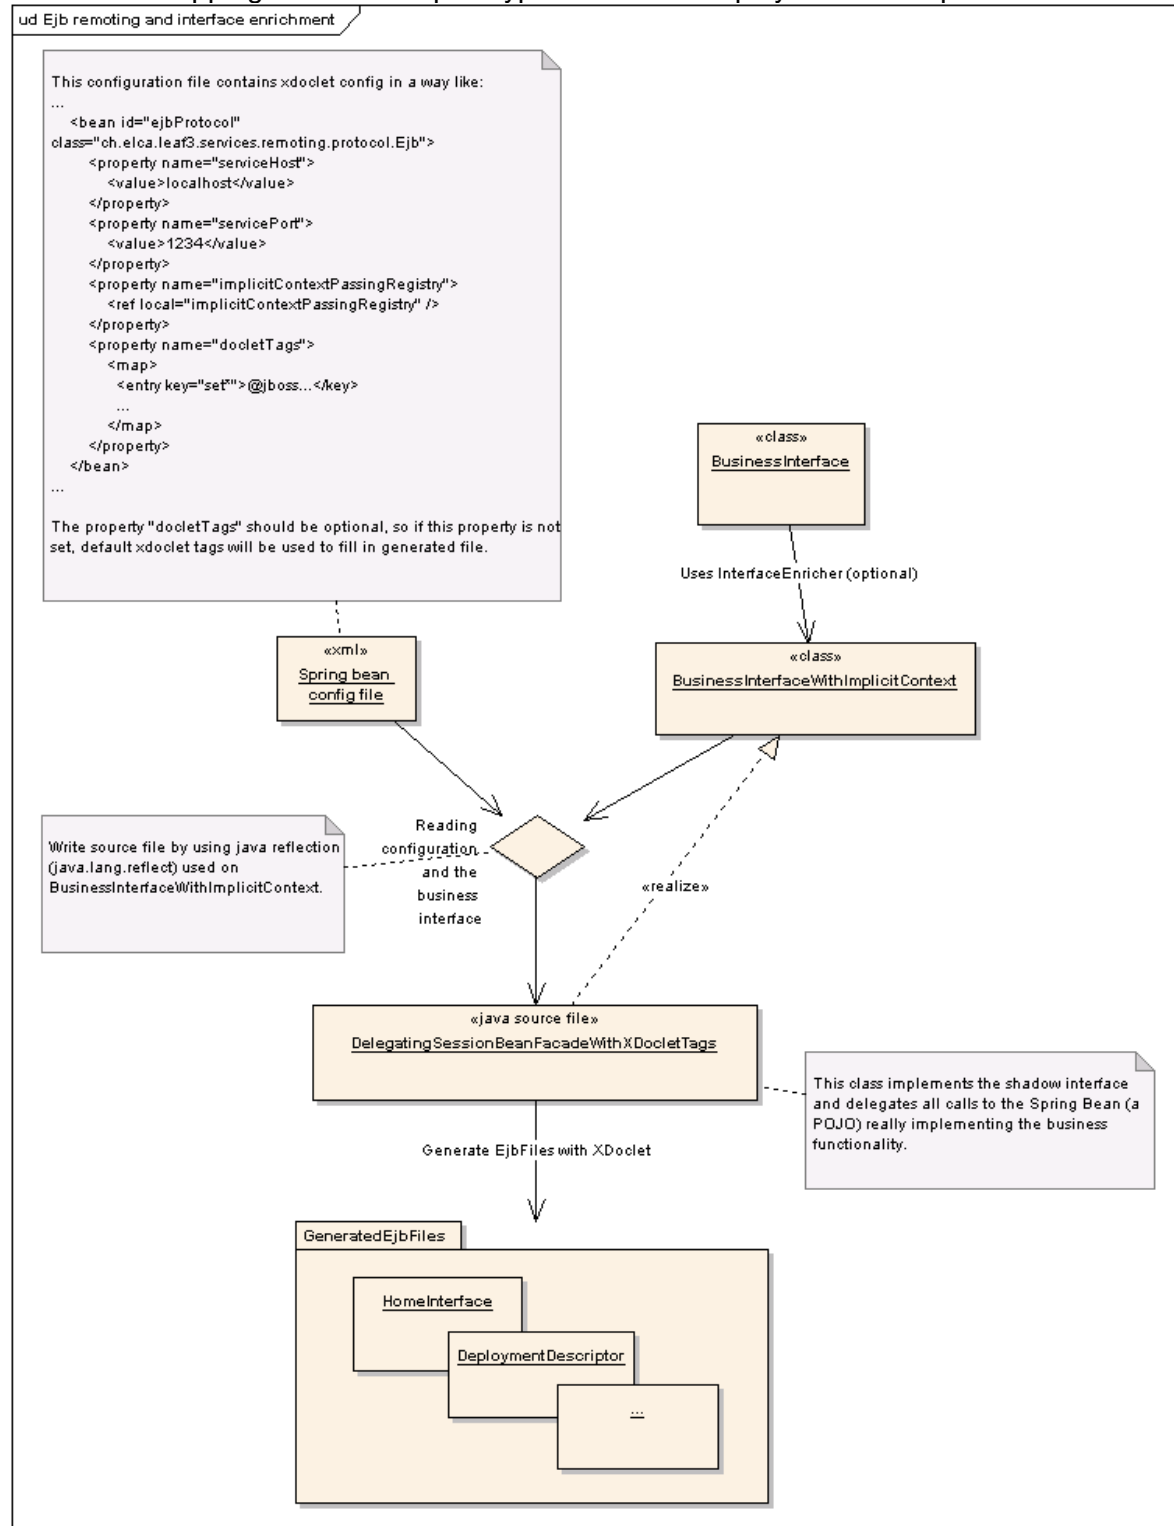 ud Ejb remoting and interface enrichment
This configuration file contains xdoclet config in a way like:
...
<bean id="ejbProtocol"
class="ch.elca.leaf3.services.remoting.protocol.Ejb">
<property name="serviceHost">
<value>localhost</value>
</property>
<property name="servicePort">
<value>1234</value>
</property>
<property name="implicitContextPassingRegistry">
<ref local="implicitContextPassingRegistry" />
</property>
<property name="docletTags">
<map>
<entry key="set*">@jboss...</key>
...
</map>
</property>
</bean>
...
The property "docletTags" should be optional, so if this property is not
set, default xdoclet tags will be used to fill in generated file.
«class»
BusinessInterface
Uses InterfaceEnricher (optional)
«xml»
Spring bean
config file
«class»
BusinessInterfaceWithImplicitContext
Reading
configuration
and the
business
interface
Write source file by using java reflection
(java.lang.reflect) used on
BusinessInterfaceWithImplicitContext.
«realize»
«java source file»
DelegatingSessionBeanFacadeWithXDocletTags
This class implements the shadow interface
and delegates all calls to the Spring Bean (a
POJO) really implementing the business
functionality.
Generate EjbFiles with XDoclet
GeneratedEjbFiles
HomeInterface
DeploymentDescriptor
...